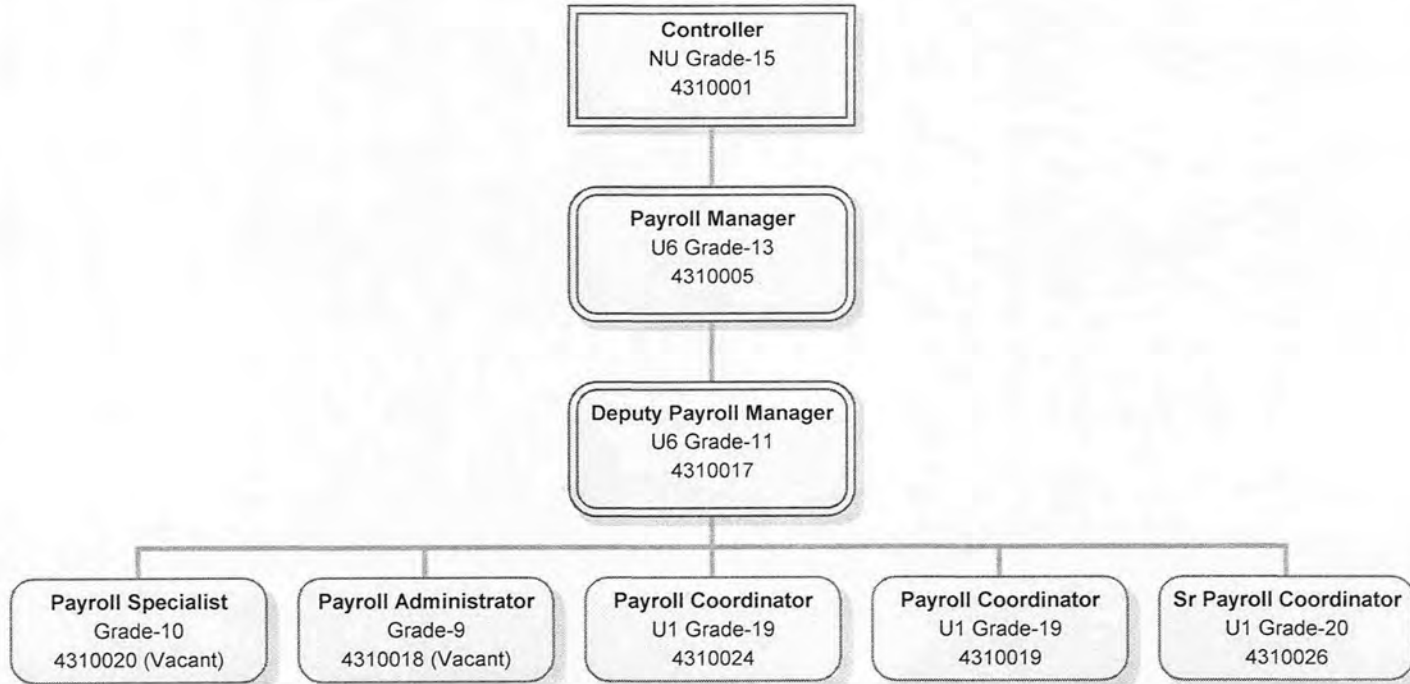 Controller
NU Grade-15
4310001
Payroll Manager
U6 Grade-13
4310005
Deputy Payroll Manager
U6 Grade-11
4310017
Payroll Specialist
Grade-10
4310020 (Vacant)
Payroll Administrator
Grade-9
4310018 (Vacant)
Payroll Coordinator
U1 Grade-19
4310024
Payroll Coordinator
U1 Grade-19
4310019
Sr Payroll Coordinator
U1 Grade-20
4310026